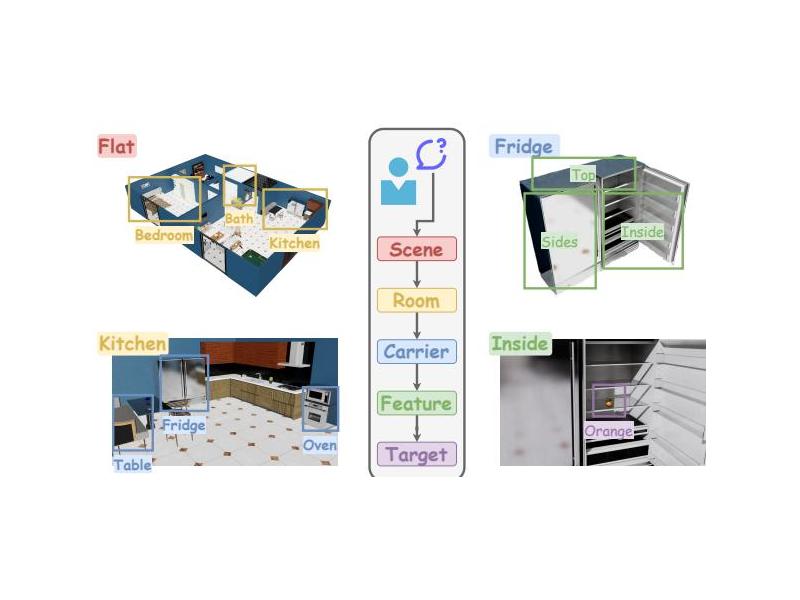 Flat
Bedroom
Bath
Kitchen
Kitchen
Fridge
Table
Oven
Scene
Room
Carrier
Feature
Target
Fridge
Top
Sides
Inside
Inside
Orange